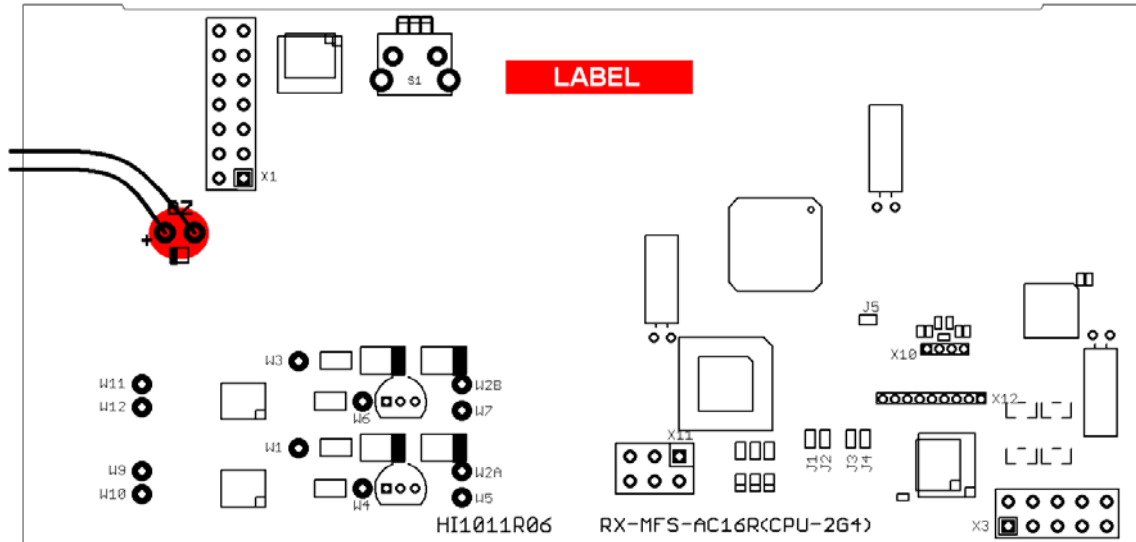 LABEL
S1
X1
BZ
+
J5
W3
X10
W11
W2B
W12
X12
W6
W7
W1
X11
W9
W2A
J1
J2
J3
J4
W10
W4
W5
HI1011R06
RX-MFS-AC16R(CPU-2G4)
X3